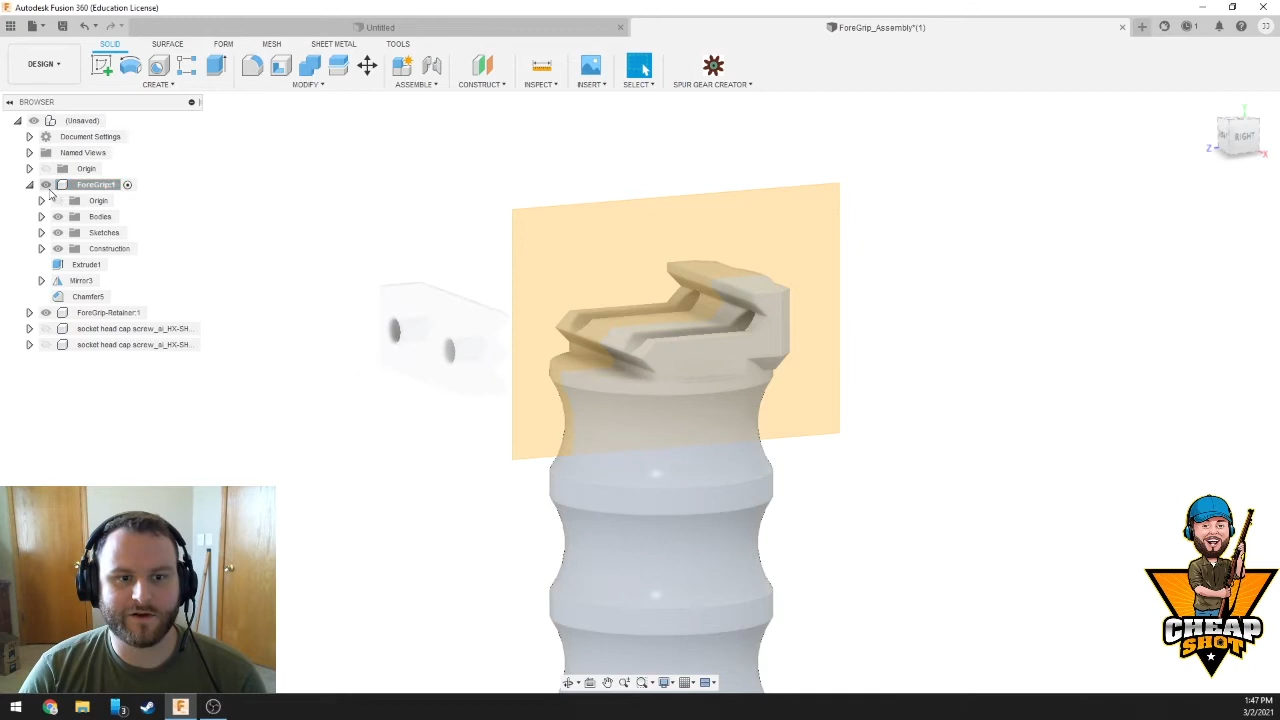 Autodesk Fusion 360 (Education License)
Untitled
ForeGrip_Assembly*(1)
1
JJ
DESIGN
SOLID
SURFACE
FORM
MESH
SHEET METAL
TOOLS
CREATE
MODIFY
ASSEMBLE
CONSTRUCT
INSPECT
INSERT
SELECT
SPUR GEAR CREATOR
BROWSER
(Unsaved)
Document Settings
Named Views
Origin
ForeGrip:1
Origin
Bodies
Sketches
Construction
Extrude1
Mirror3
Chamfer5
ForeGrip-Retainer:1
socket head cap screw_ai_HX-SH...
socket head cap screw_ai_HX-SH...
RIGHT
Y
Z
X
CHEAP
SHOT
3
1:47 PM
3/2/2021